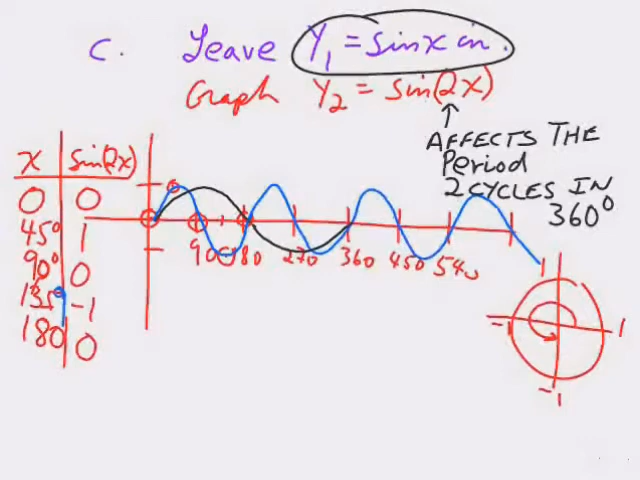 c. Leave Y₁ = sinx in.
Graph Y₂ = sin(2x)
AFFECTS THE
Period
2 CYCLES IN
360°
x sin(2x)
0 0
45° 1
90° 0
135° -1
180 0
90 180 270 360 450 540
1
-1 1
-1